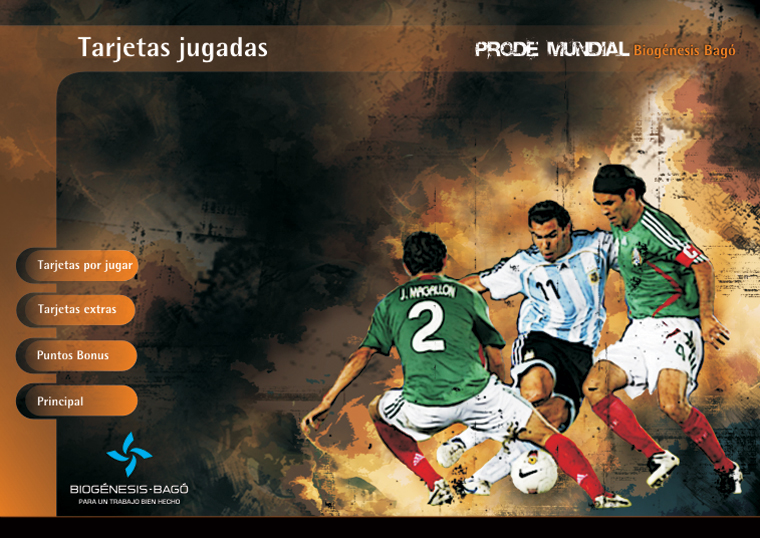 Tarjetas jugadas
PRODE MUNDIAL Biogénesis Bagó
Tarjetas por jugar
Tarjetas extras
Puntos Bonus
Principal
J. MAGALLON
2
11
9
BIOGÉNESIS·BAGÓ
PARA UN TRABAJO BIEN HECHO